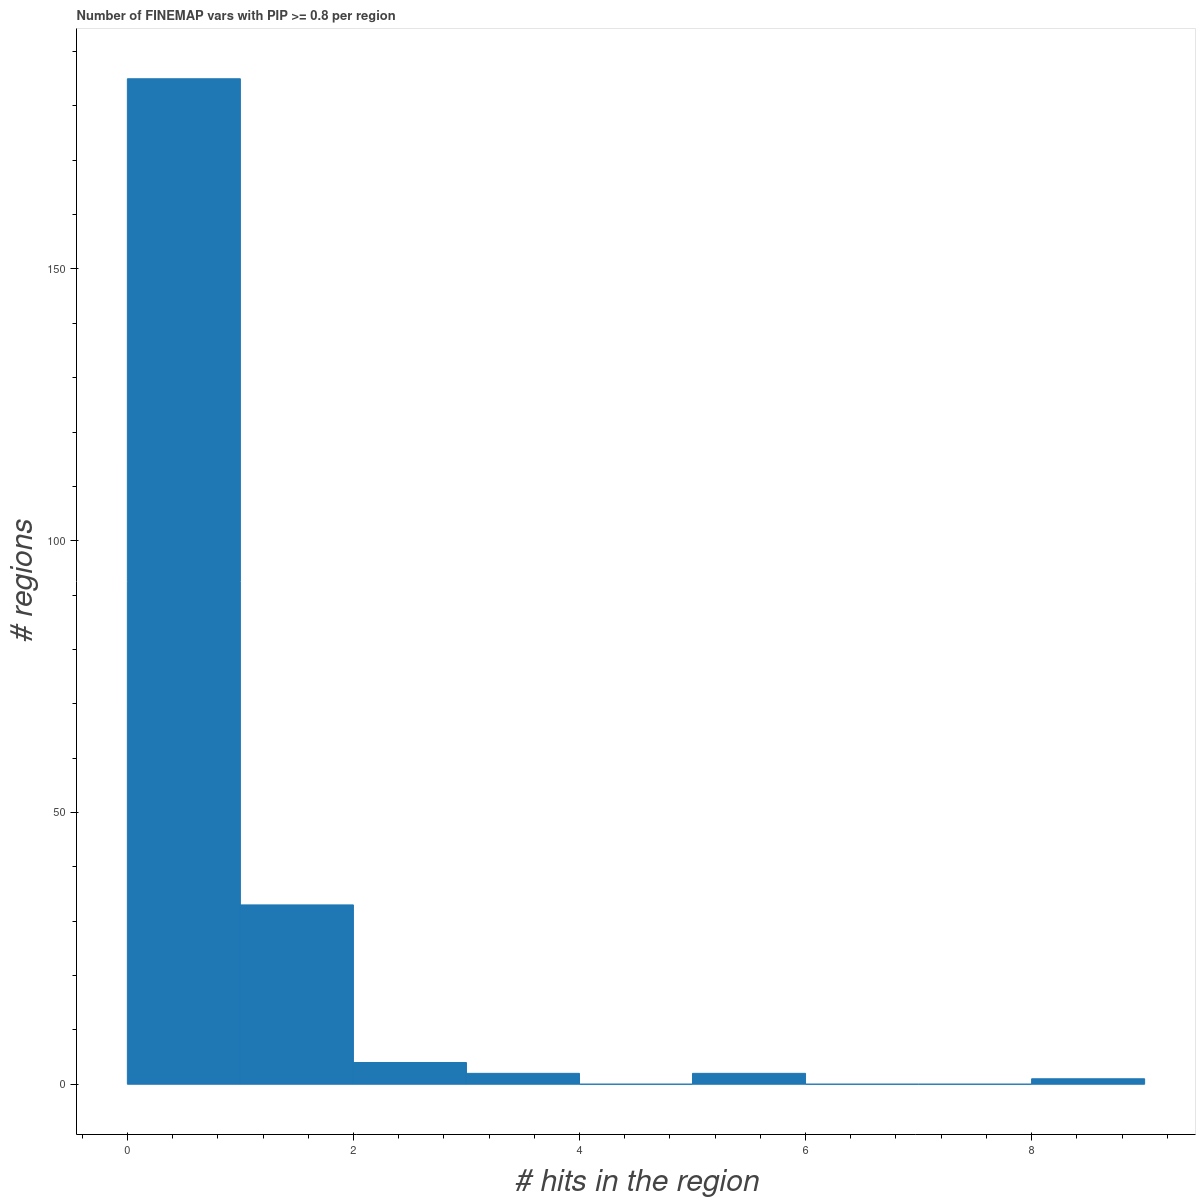 Number of FINEMAP vars with PIP >= 0.8 per region
150
100
50
0
# regions
0 2 4 6 8
# hits in the region